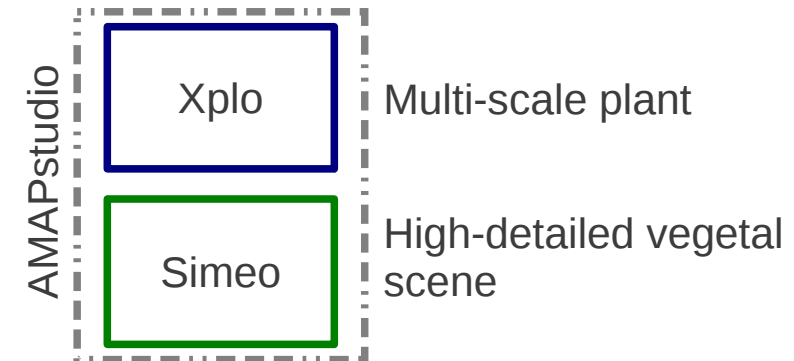 AMAPstudio
Xplo
Multi-scale plant
Simeo
High-detailed vegetal
scene